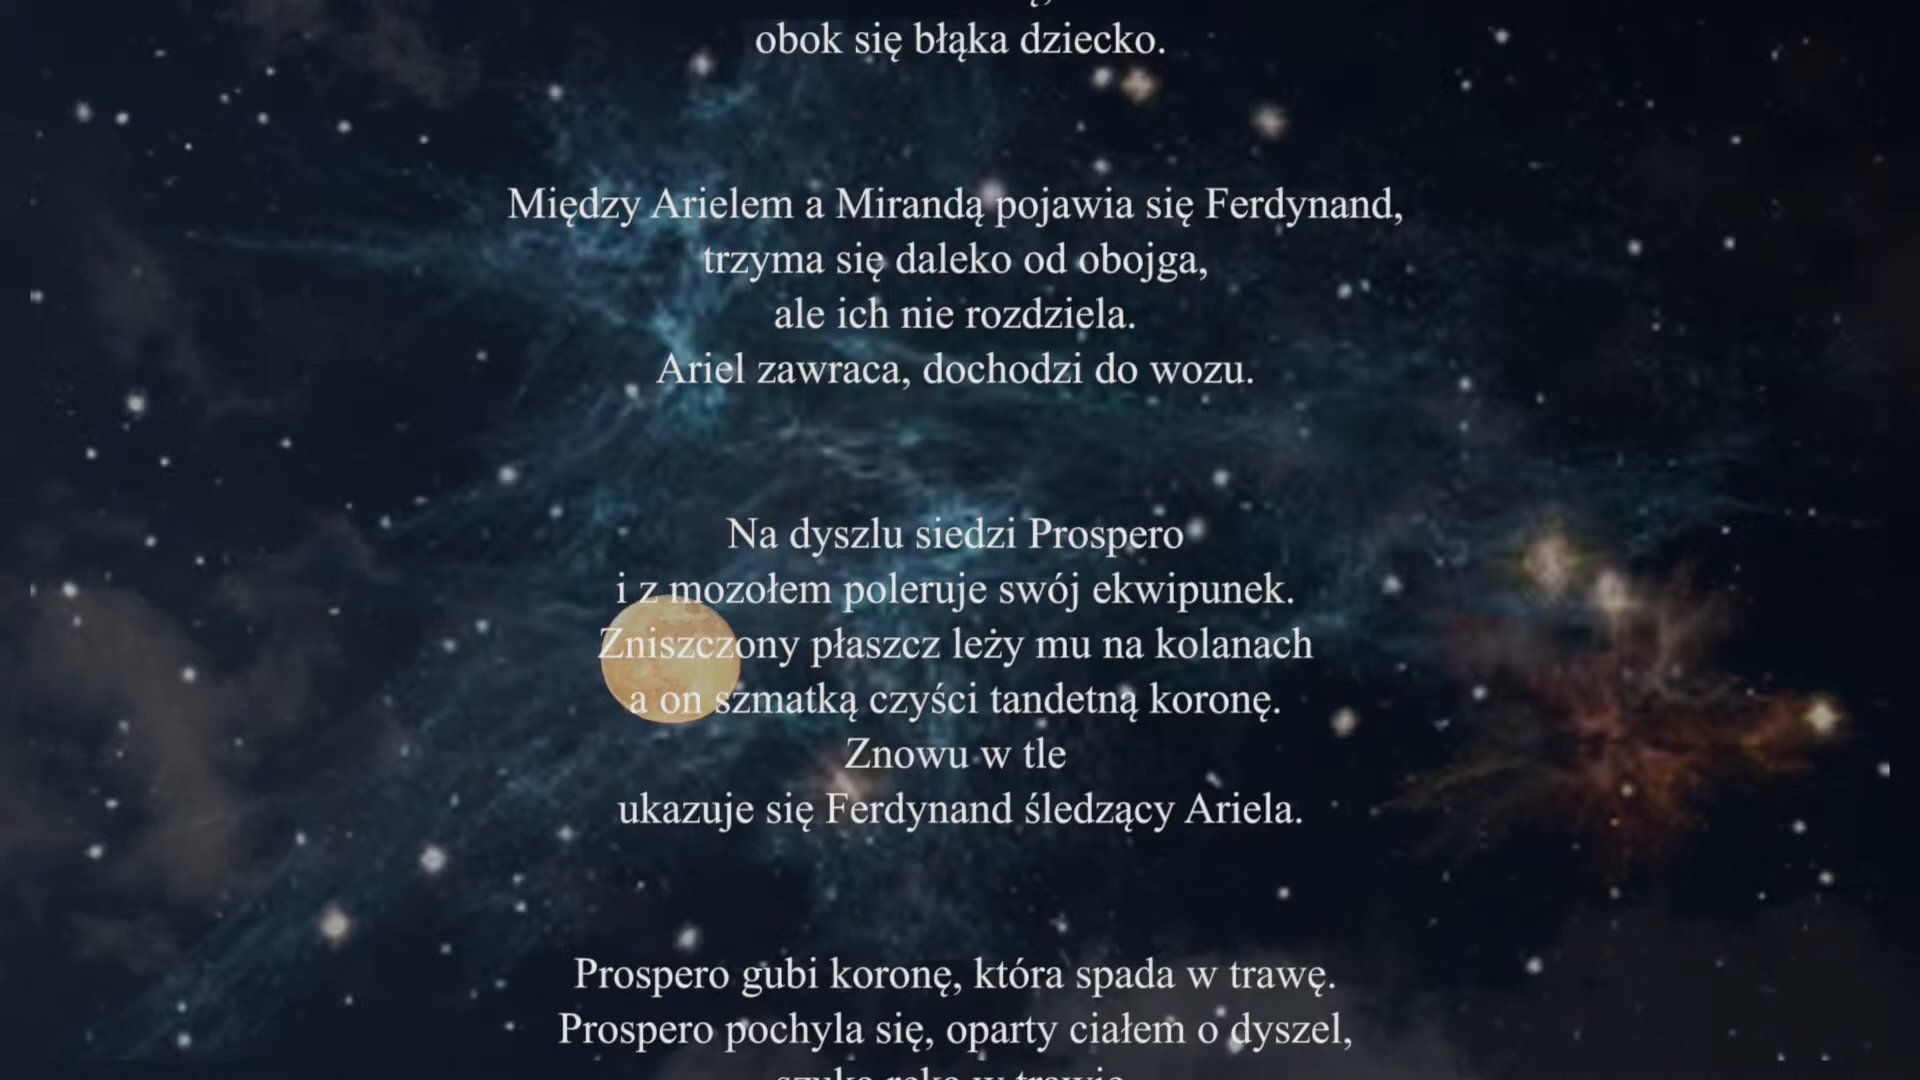 obok się błąka dziecko.
Między Arielem a Mirandą pojawia się Ferdynand,
trzyma się daleko od obojga,
ale ich nie rozdziela.
Ariel zawraca, dochodzi do wozu.
Na dyszlu siedzi Prospero
i z mozołem poleruje swój ekwipunek.
Zniszczony płaszcz leży mu na kolanach
a on szmatką czyści tandetną koronę.
Znowu w tle
ukazuje się Ferdynand śledzący Ariela.
Prospero gubi koronę, która spada w trawę.
Prospero pochyla się, oparty ciałem o dyszel,